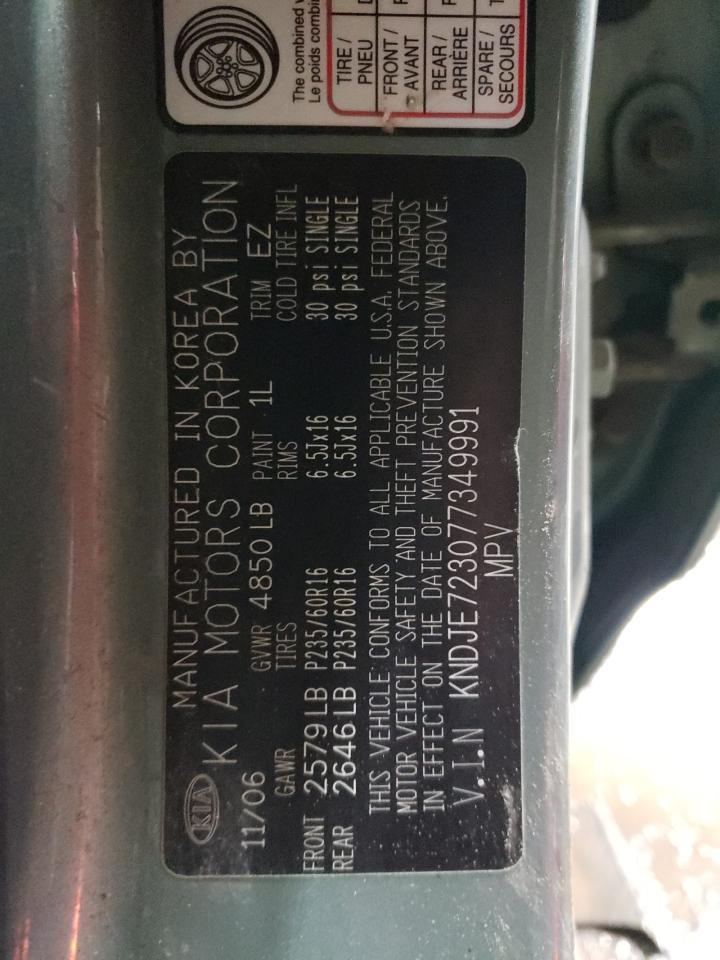 The combined
Le poids combin
TIRE /
PNEU
FRONT /
AVANT
REAR /
ARRIÈRE
SPARE /
SECOURS
KIA
MANUFACTURED IN KOREA BY
KIA MOTORS CORPORATION
11/06 GVWR 4850 LB PAINT 1L TRIM EZ
GAWR TIRES RIMS COLD TIRE INFL
FRONT 2579 LB P235/60R16 6.5Jx16 30 psi SINGLE
REAR 2646 LB P235/60R16 6.5Jx16 30 psi SINGLE
THIS VEHICLE CONFORMS TO ALL APPLICABLE U.S.A. FEDERAL
MOTOR VEHICLE SAFETY AND THEFT PREVENTION STANDARDS
IN EFFECT ON THE DATE OF MANUFACTURE SHOWN ABOVE.
V.I.N KNDJE723077349991
MPV